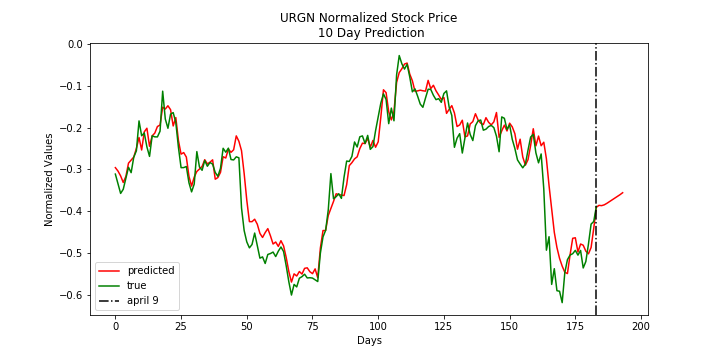 URGN Normalized Stock Price
10 Day Prediction
Normalized Values
0.0
−0.1
−0.2
−0.3
−0.4
−0.5
−0.6
predicted
true
april 9
0 25 50 75 100 125 150 175 200
Days